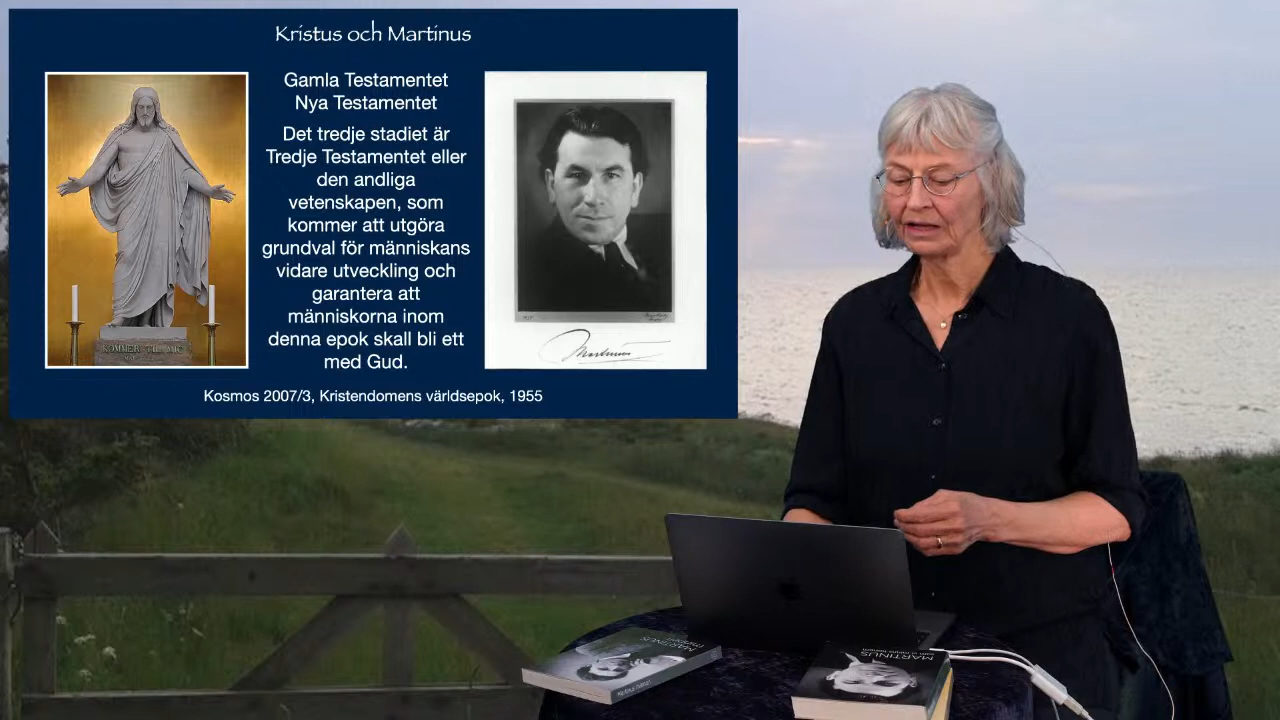 Kristus och Martinus
Gamla Testamentet
Nya Testamentet
Det tredje stadiet är
Tredje Testamentet eller
den andliga
vetenskapen, som
kommer att utgöra
grundval för människans
vidare utveckling och
garantera att
människorna inom
denna epok skall bli ett
med Gud.
KOMMER TIL MIG
Martinus
Kosmos 2007/3, Kristendomens världsepok, 1955
MARTINUS
MARTINUS